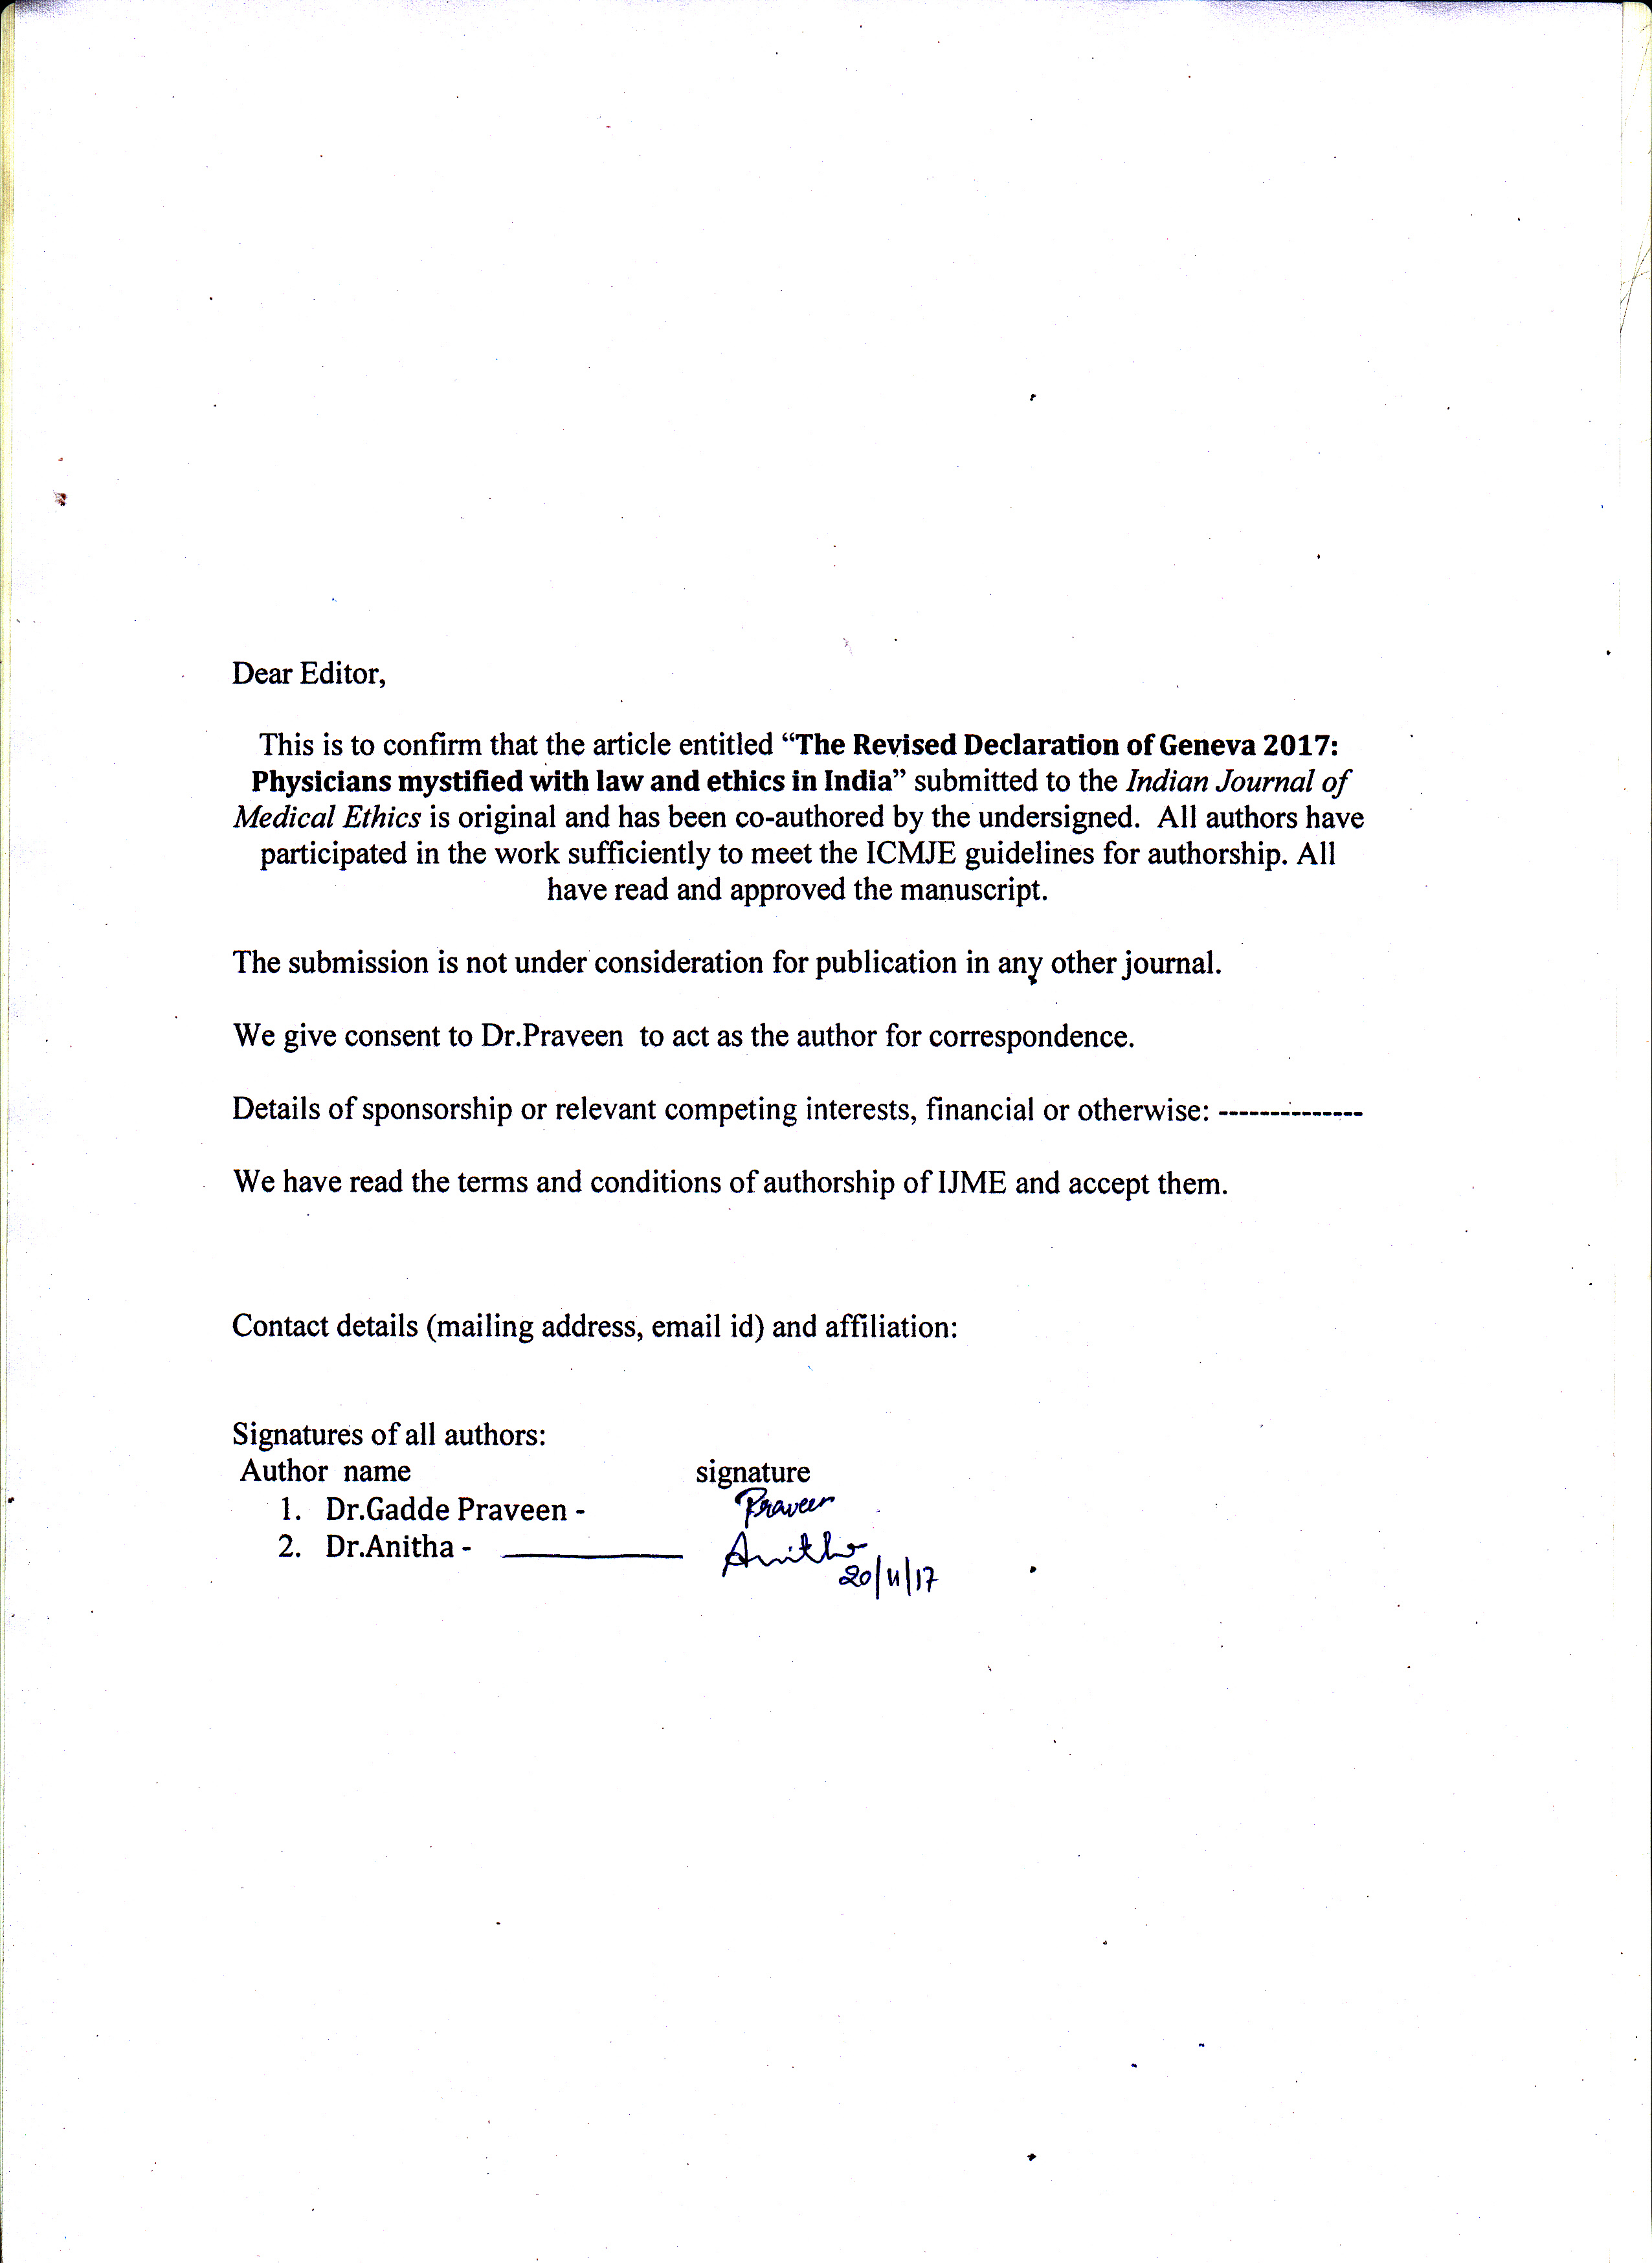 Dear Editor,
This is to confirm that the article entitled “The Revised Declaration of Geneva 2017:
Physicians mystified with law and ethics in India” submitted to the Indian Journal of
Medical Ethics is original and has been co-authored by the undersigned.  All authors have
participated in the work sufficiently to meet the ICMJE guidelines for authorship. All
have read and approved the manuscript.
The submission is not under consideration for publication in any other journal.
We give consent to Dr.Praveen  to act as the author for correspondence.
Details of sponsorship or relevant competing interests, financial or otherwise: --------------
We have read the terms and conditions of authorship of IJME and accept them.
Contact details (mailing address, email id) and affiliation:
Signatures of all authors:
Author  name signature
1. Dr.Gadde Praveen - Praveen
2. Dr.Anitha - ____________ Anitha
20/11/17